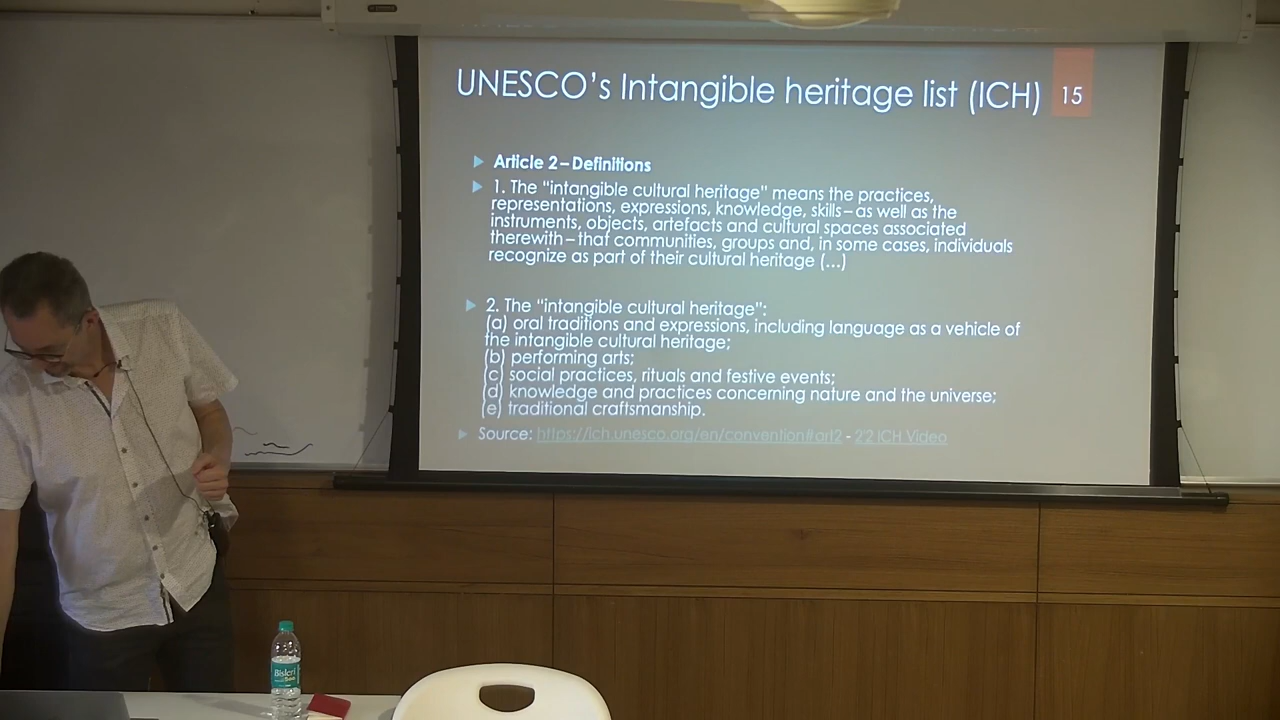 UNESCO's Intangible heritage list (ICH)
15
Article 2 – Definitions
1. The "intangible cultural heritage" means the practices,
representations, expressions, knowledge, skills – as well as the
instruments, objects, artefacts and cultural spaces associated
therewith – that communities, groups and, in some cases, individuals
recognize as part of their cultural heritage (...)
2. The "intangible cultural heritage":
(a) oral traditions and expressions, including language as a vehicle of
the intangible cultural heritage;
(b) performing arts;
(c) social practices, rituals and festive events;
(d) knowledge and practices concerning nature and the universe;
(e) traditional craftsmanship.
Source: https://ich.unesco.org/en/convention#art2 - 22 ICH Video
Bisleri